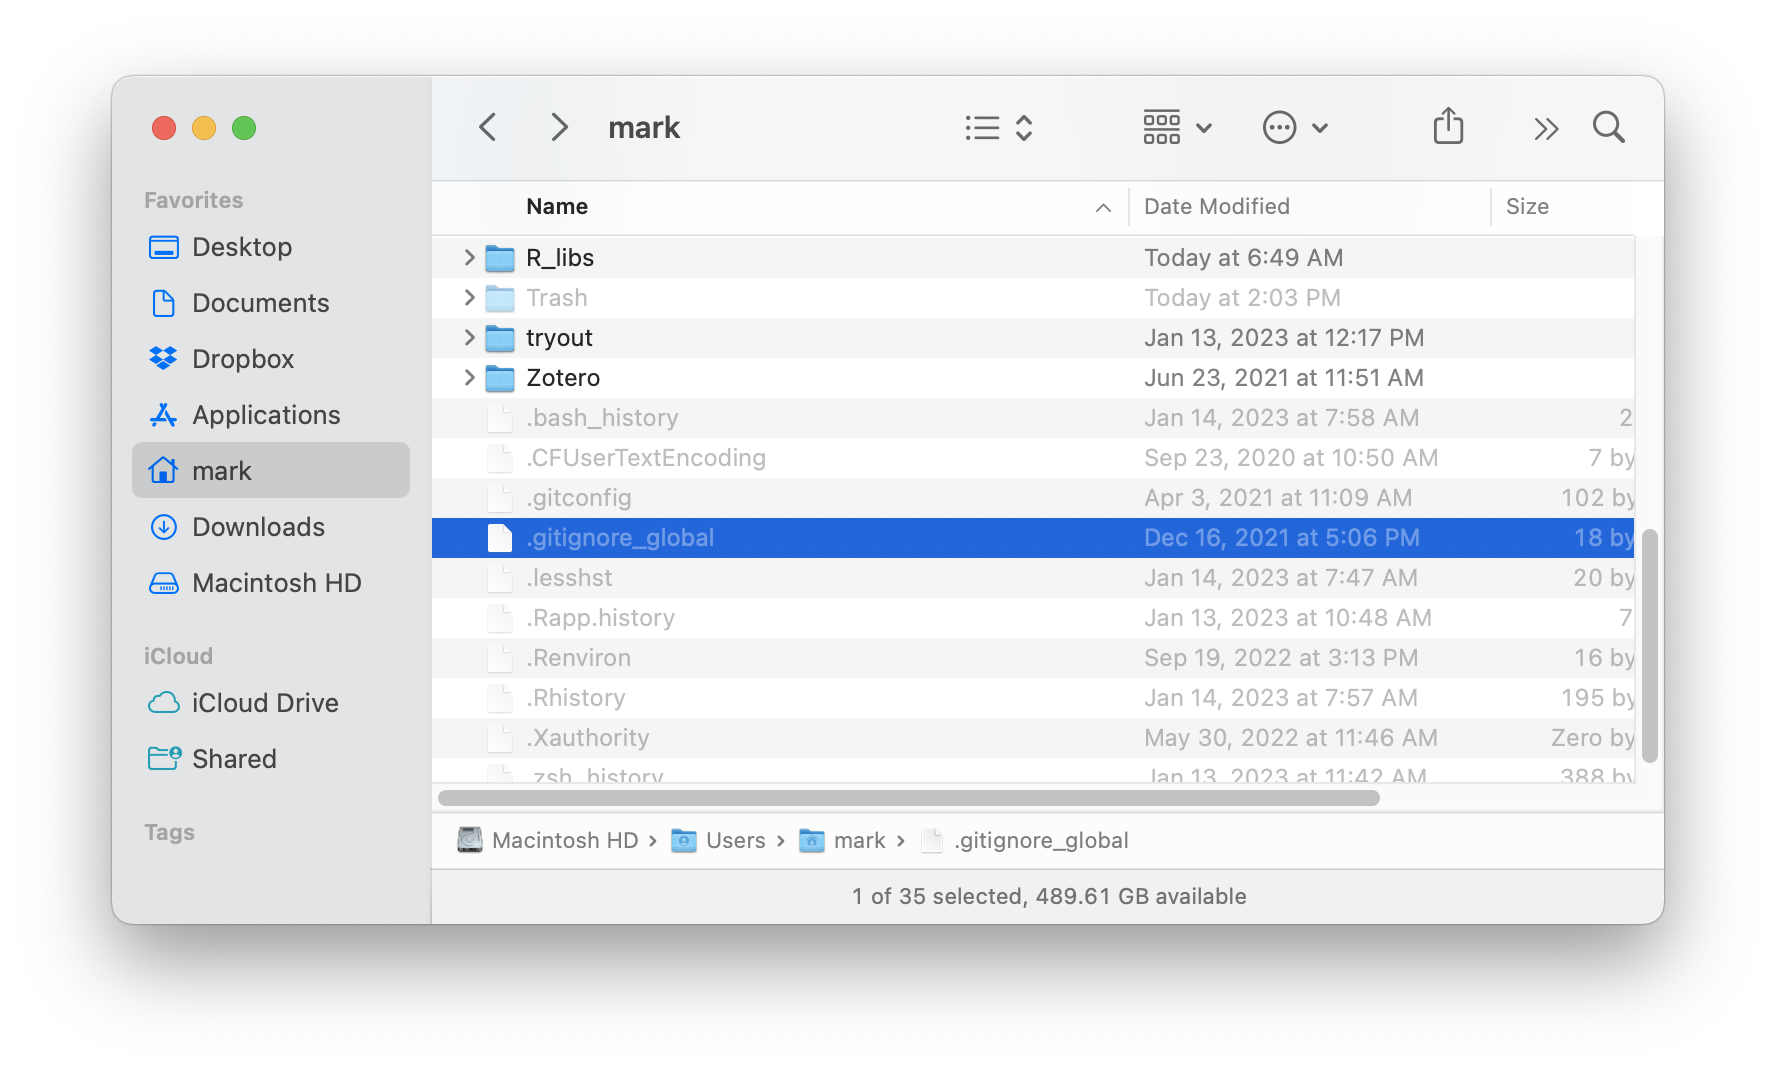 mark
Favorites
Desktop
Documents
Dropbox
Applications
mark
Downloads
Macintosh HD
iCloud
iCloud Drive
Shared
Tags
Name Date Modified Size
R_libs Today at 6:49 AM
Trash Today at 2:03 PM
tryout Jan 13, 2023 at 12:17 PM
Zotero Jun 23, 2021 at 11:51 AM
.bash_history Jan 14, 2023 at 7:58 AM 2
.CFUserTextEncoding Sep 23, 2020 at 10:50 AM 7 by
.gitconfig Apr 3, 2021 at 11:09 AM 102 by
.gitignore_global Dec 16, 2021 at 5:06 PM 18 by
.lesshst Jan 14, 2023 at 7:47 AM 20 by
.Rapp.history Jan 13, 2023 at 10:48 AM 7
.Renviron Sep 19, 2022 at 3:13 PM 16 by
.Rhistory Jan 14, 2023 at 7:57 AM 195 by
.Xauthority May 30, 2022 at 11:46 AM Zero by
.zsh_history Jan 13, 2023 at 11:42 AM 388 by
Macintosh HD › Users › mark › .gitignore_global
1 of 35 selected, 489.61 GB available